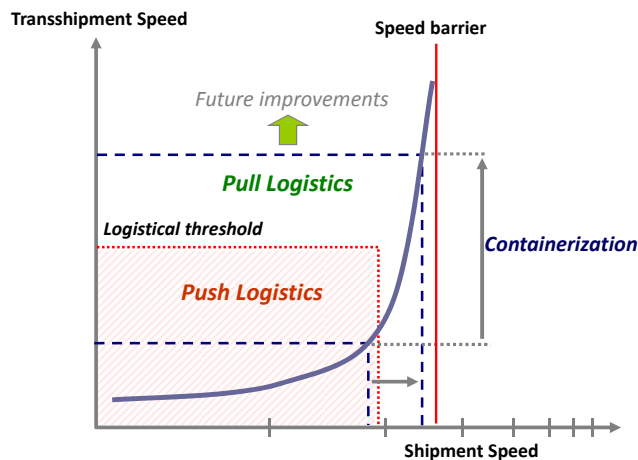 Transshipment Speed
Speed barrier
Future improvements
Pull Logistics
Logistical threshold
Containerization
Push Logistics
Shipment Speed